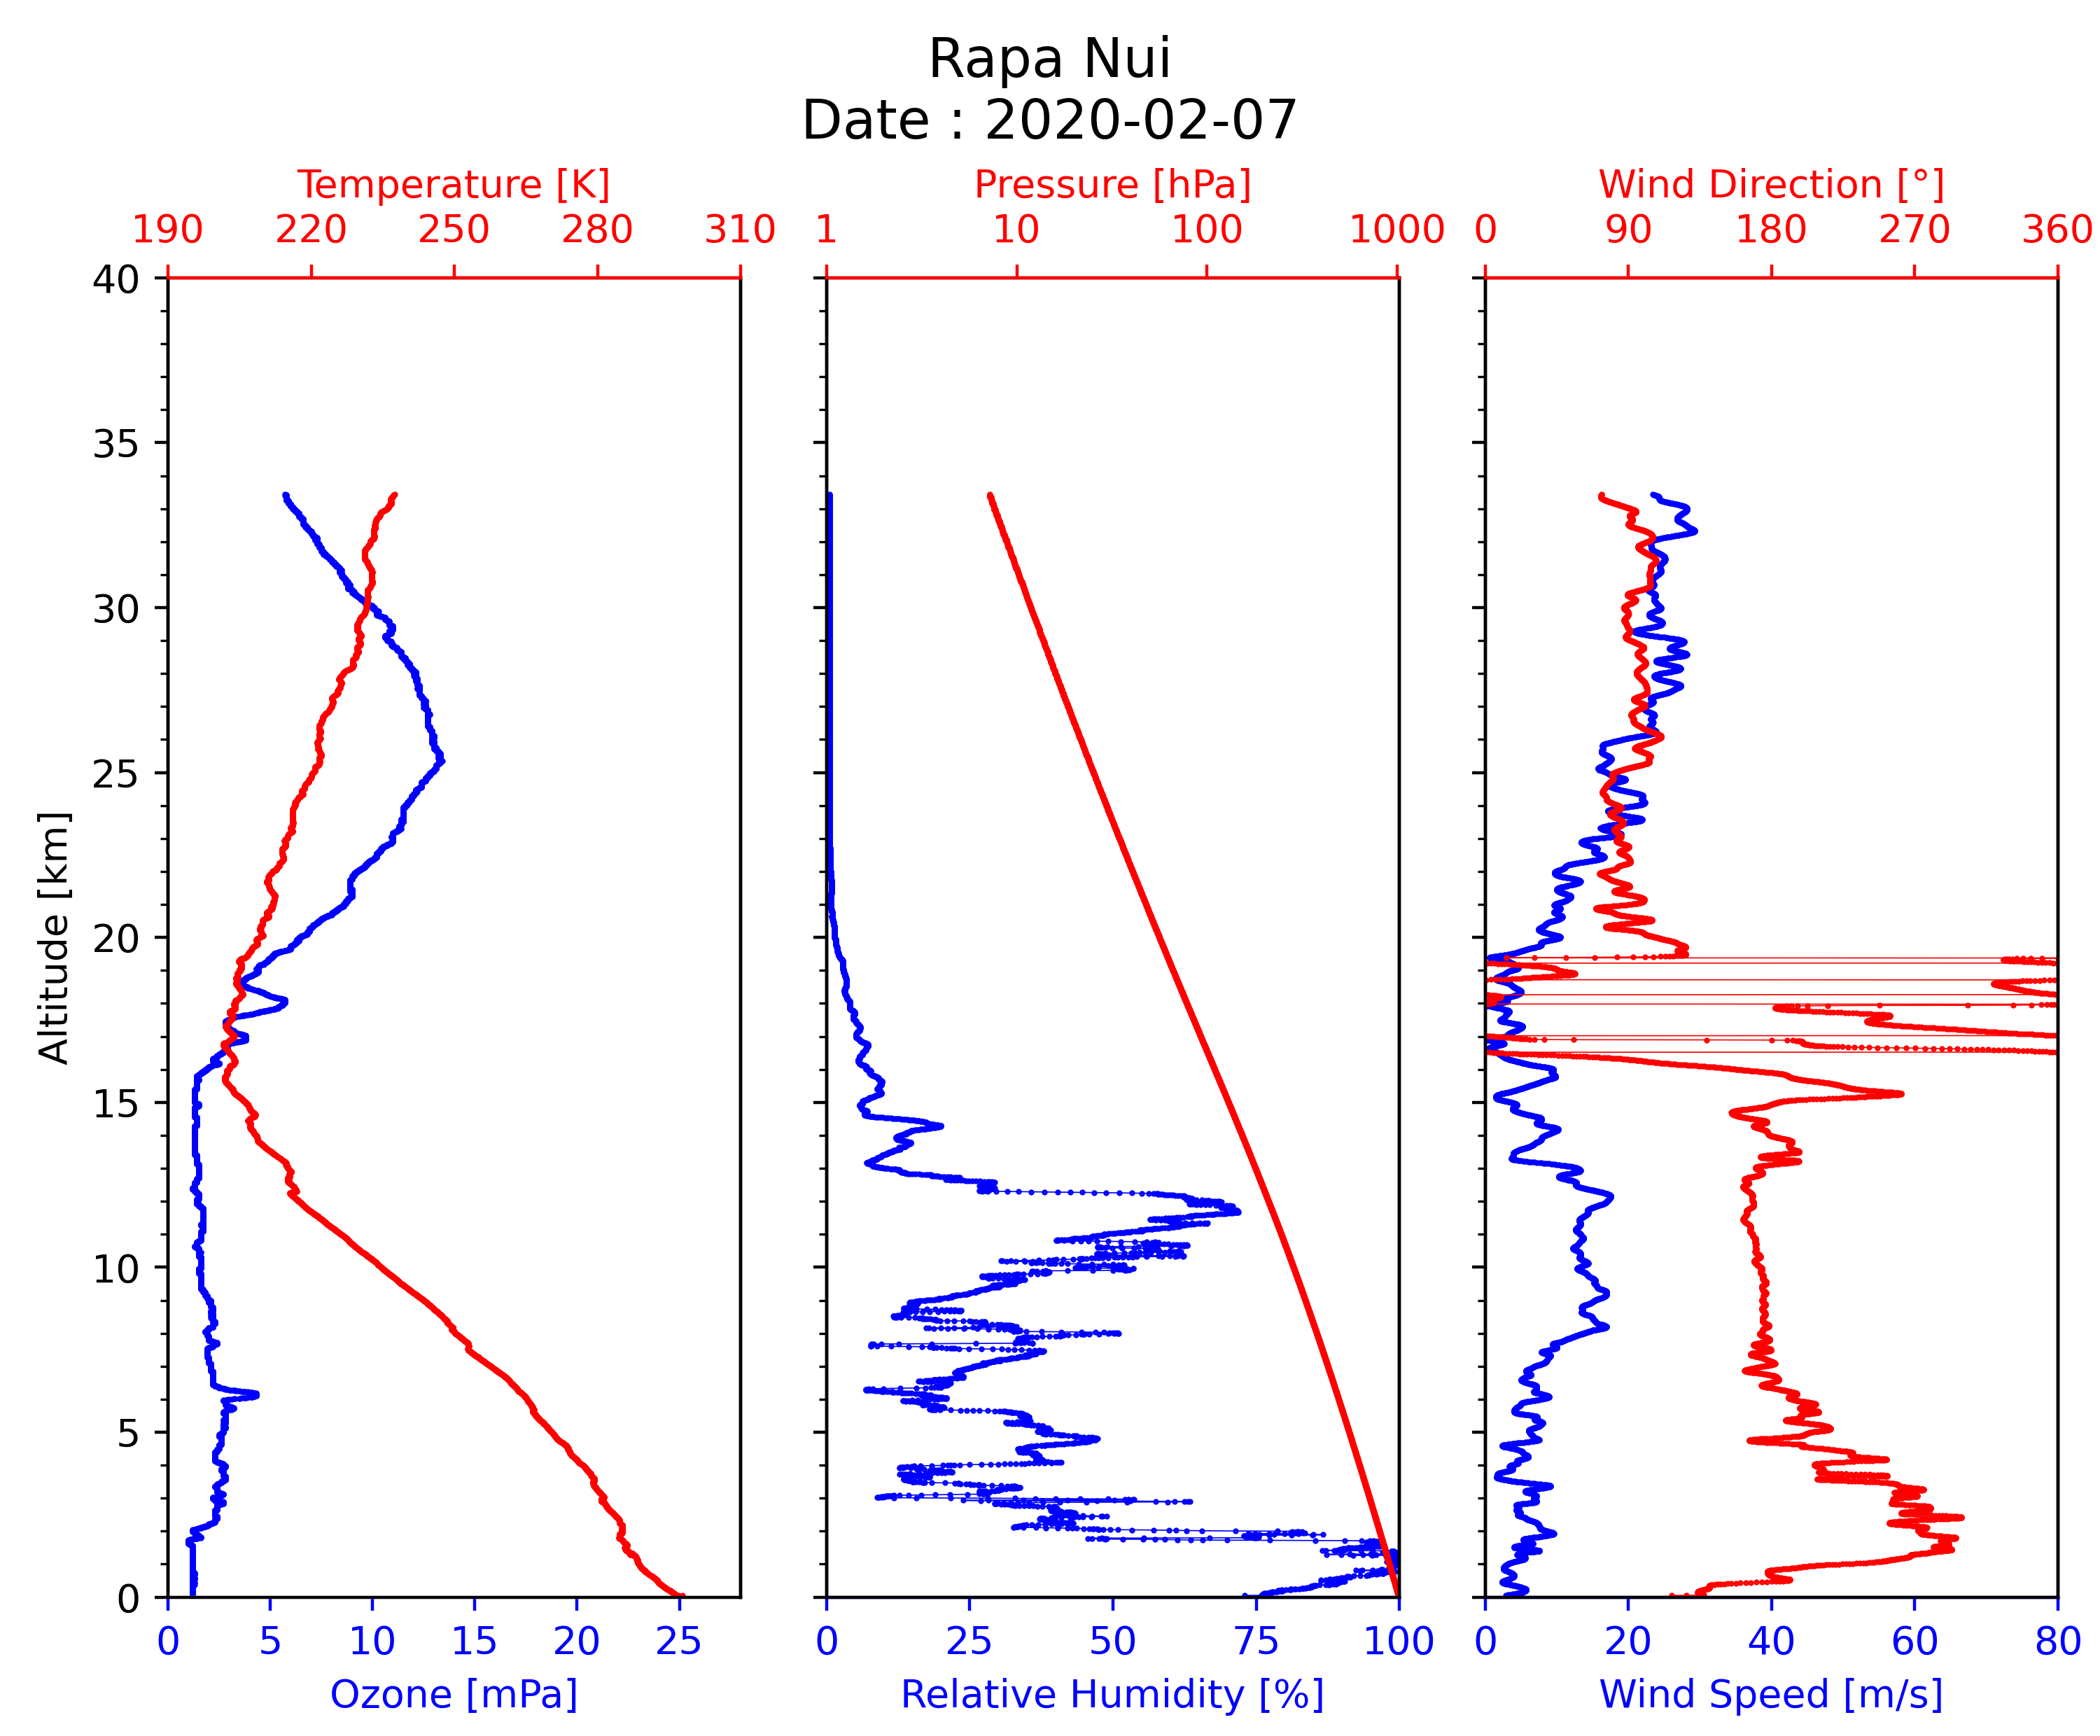 Rapa Nui
Date : 2020-02-07
Temperature [K] Pressure [hPa] Wind Direction [°]
190 220 250 280 310 1 10 100 1000 0 90 180 270 360
40
35
30
25
20
15
10
5
0
Altitude [km]
0 5 10 15 20 25 0 25 50 75 100 0 20 40 60 80
Ozone [mPa] Relative Humidity [%] Wind Speed [m/s]